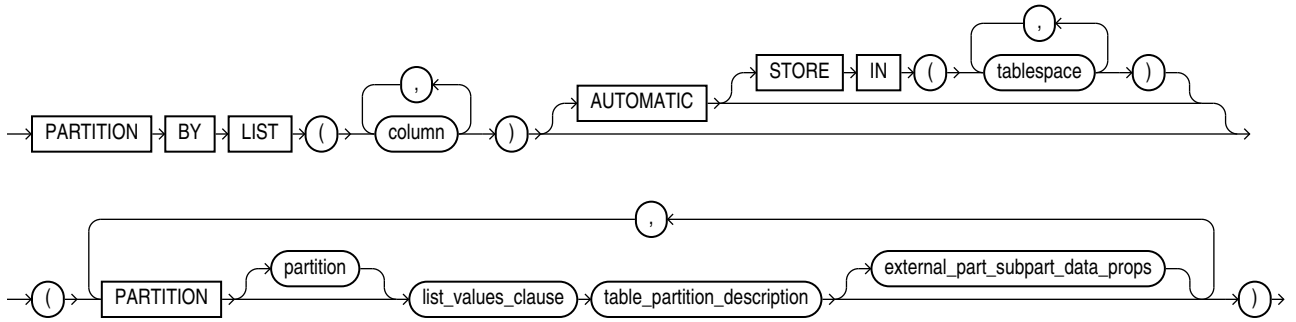 ,
STORE IN ( tablespace )
,
AUTOMATIC
PARTITION BY LIST ( column )
,
partition
external_part_subpart_data_props
( PARTITION list_values_clause table_partition_description )